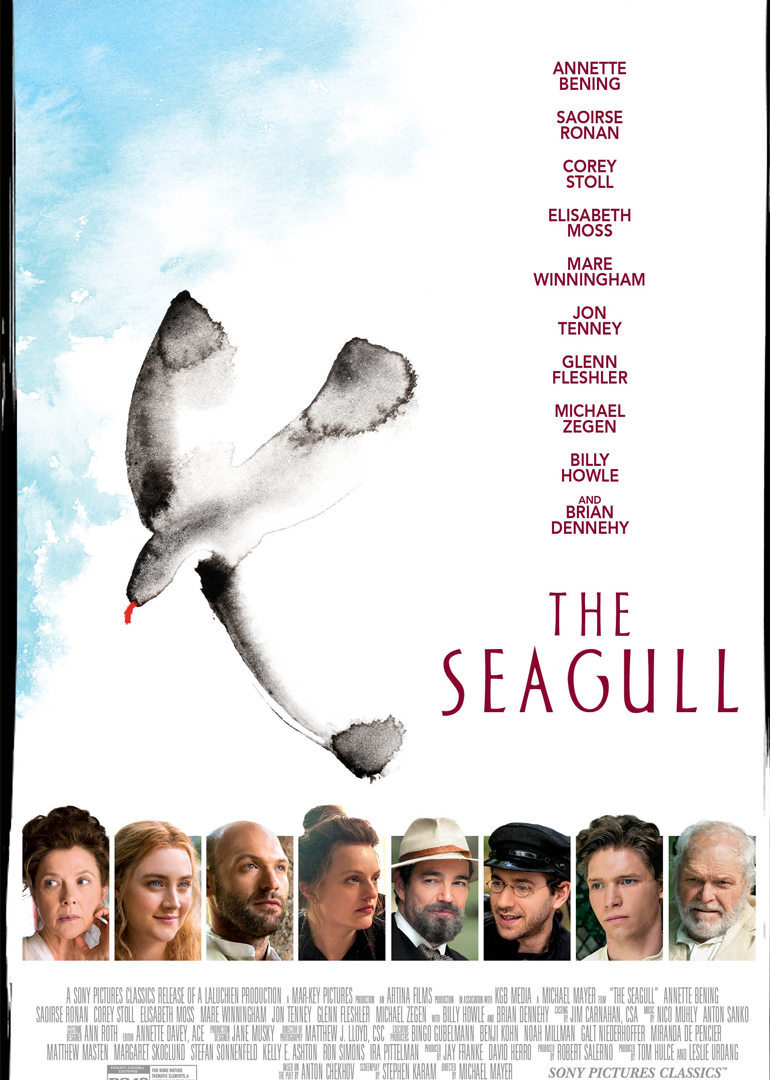 ANNETTE
BENING
SAOIRSE
RONAN
COREY
STOLL
ELISABETH
MOSS
MARE
WINNINGHAM
JON
TENNEY
GLENN
FLESHLER
MICHAEL
ZEGEN
BILLY
HOWLE
AND
BRIAN
DENNEHY
THE
SEAGULL
A SONY PICTURES CLASSICS RELEASE OF A LALUCHIEN PRODUCTION A MAR-KEY PICTURES PRODUCTION AN ARTINA FILMS PRODUCTION IN ASSOCIATION WITH KGB MEDIA A MICHAEL MAYER FILM "THE SEAGULL" ANNETTE BENING
SAOIRSE RONAN COREY STOLL ELISABETH MOSS MARE WINNINGHAM JON TENNEY GLENN FLESHLER MICHAEL ZEGEN WITH BILLY HOWLE AND BRIAN DENNEHY CASTING BY JIM CARNAHAN, CSA MUSIC BY NICO MUHLY ANTON SANKO
COSTUME DESIGNER ANN ROTH EDITOR ANNETTE DAVEY, ACE PRODUCTION DESIGNER JANE MUSKY DIRECTOR OF PHOTOGRAPHY MATTHEW J. LLOYD, CSC EXECUTIVE PRODUCERS BINGO GUBELMANN BENJI KOHN NOAH MILLMAN GALT NIEDERHOFFER MIRANDA DE PENCIER
MATTHEW MASTEN MARGARET SKOGLUND STEFAN SONNENFELD KELLY E. ASHTON RON SIMONS IRA PITTELMAN PRODUCED BY JAY FRANKE DAVID HERRO PRODUCED BY ROBERT SALERNO PRODUCED BY TOM HULCE AND LESLIE URDANG
BASED ON THE PLAY BY ANTON CHEKHOV SCREENPLAY BY STEPHEN KARAM DIRECTED BY MICHAEL MAYER SONY PICTURES CLASSICS™